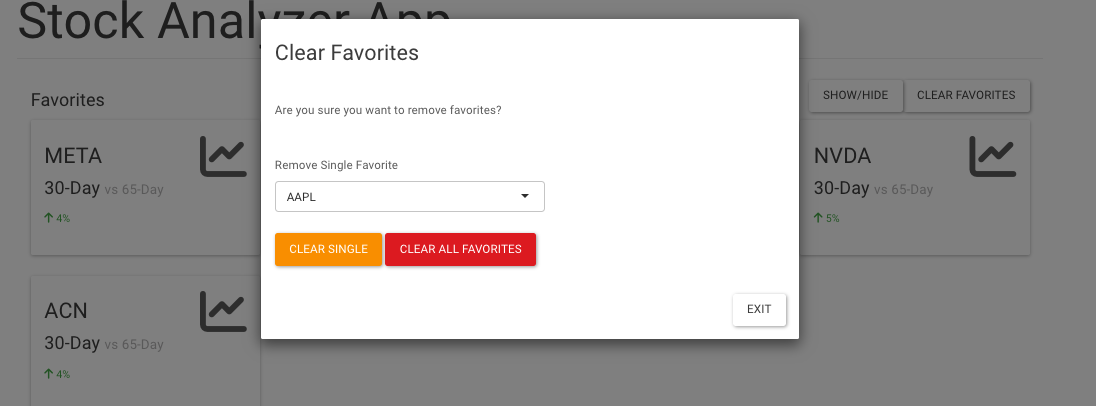 Stock Analyzer App
Clear Favorites
Are you sure you want to remove favorites?
Remove Single Favorite
AAPL
CLEAR SINGLE CLEAR ALL FAVORITES
EXIT
Favorites
SHOW/HIDE CLEAR FAVORITES
META
30-Day vs 65-Day
4%
NVDA
30-Day vs 65-Day
5%
ACN
30-Day vs 65-Day
4%